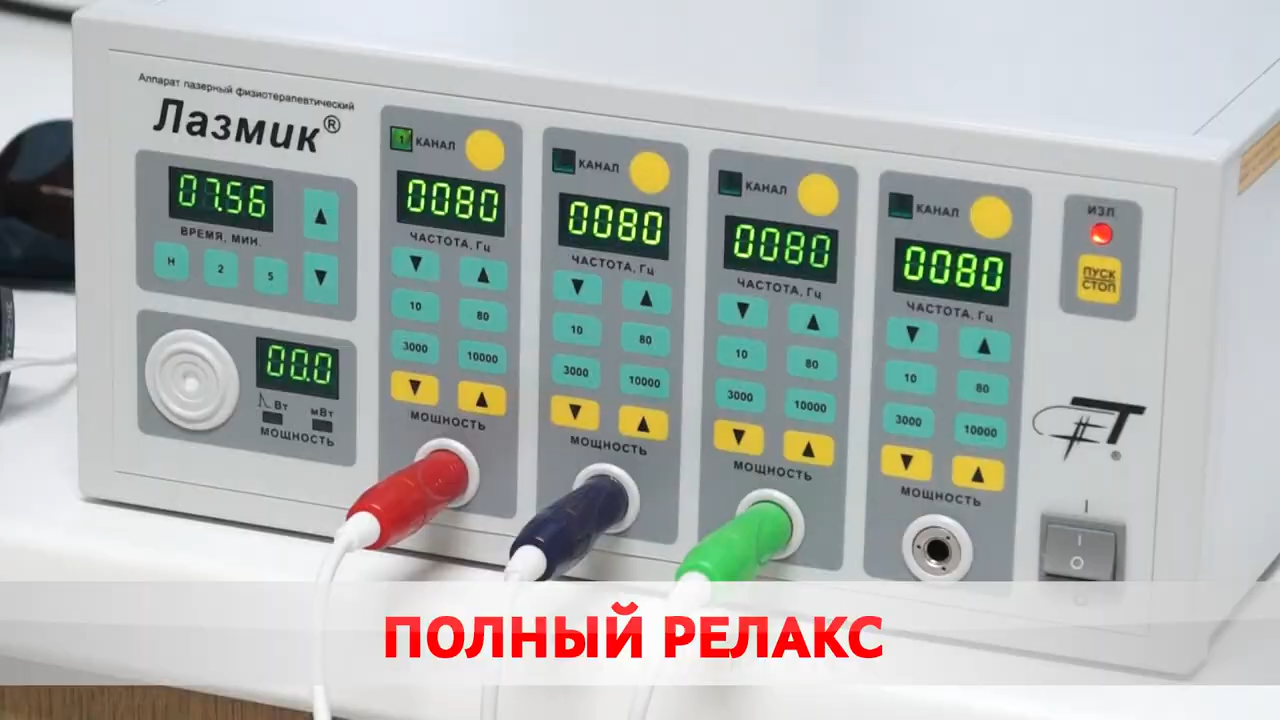 Аппарат лазерный физиотерапевтический
Лазмик®
07.56
ВРЕМЯ, МИН.
Н 2 5
00.0
Вт мВт
МОЩНОСТЬ
1 КАНАЛ
0080
ЧАСТОТА, Гц
10 80
3000 10000
МОЩНОСТЬ
КАНАЛ
0080
ЧАСТОТА, Гц
10 80
3000 10000
МОЩНОСТЬ
КАНАЛ
0080
ЧАСТОТА, Гц
10 80
3000 10000
МОЩНОСТЬ
КАНАЛ
0080
ЧАСТОТА, Гц
10 80
3000 10000
МОЩНОСТЬ
ИЗЛ
ПУСК
СТОП
Т®
I
I
O
ПОЛНЫЙ РЕЛАКС